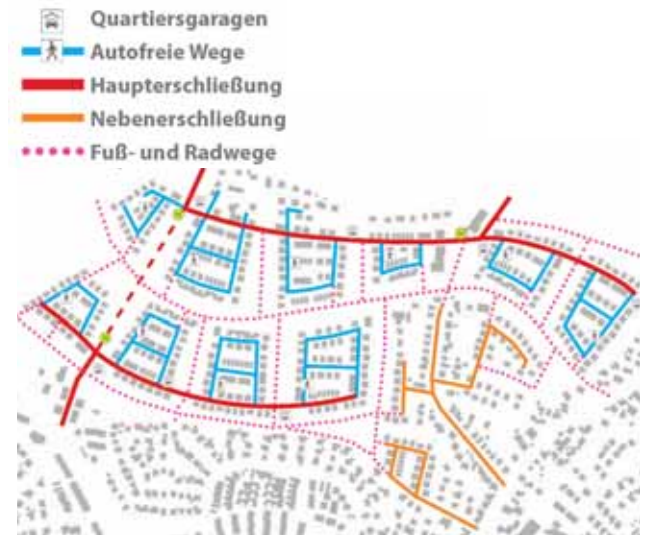 Quartiersgaragen
Autofreie Wege
Haupterschließung
Nebenerschließung
Fuß- und Radwege